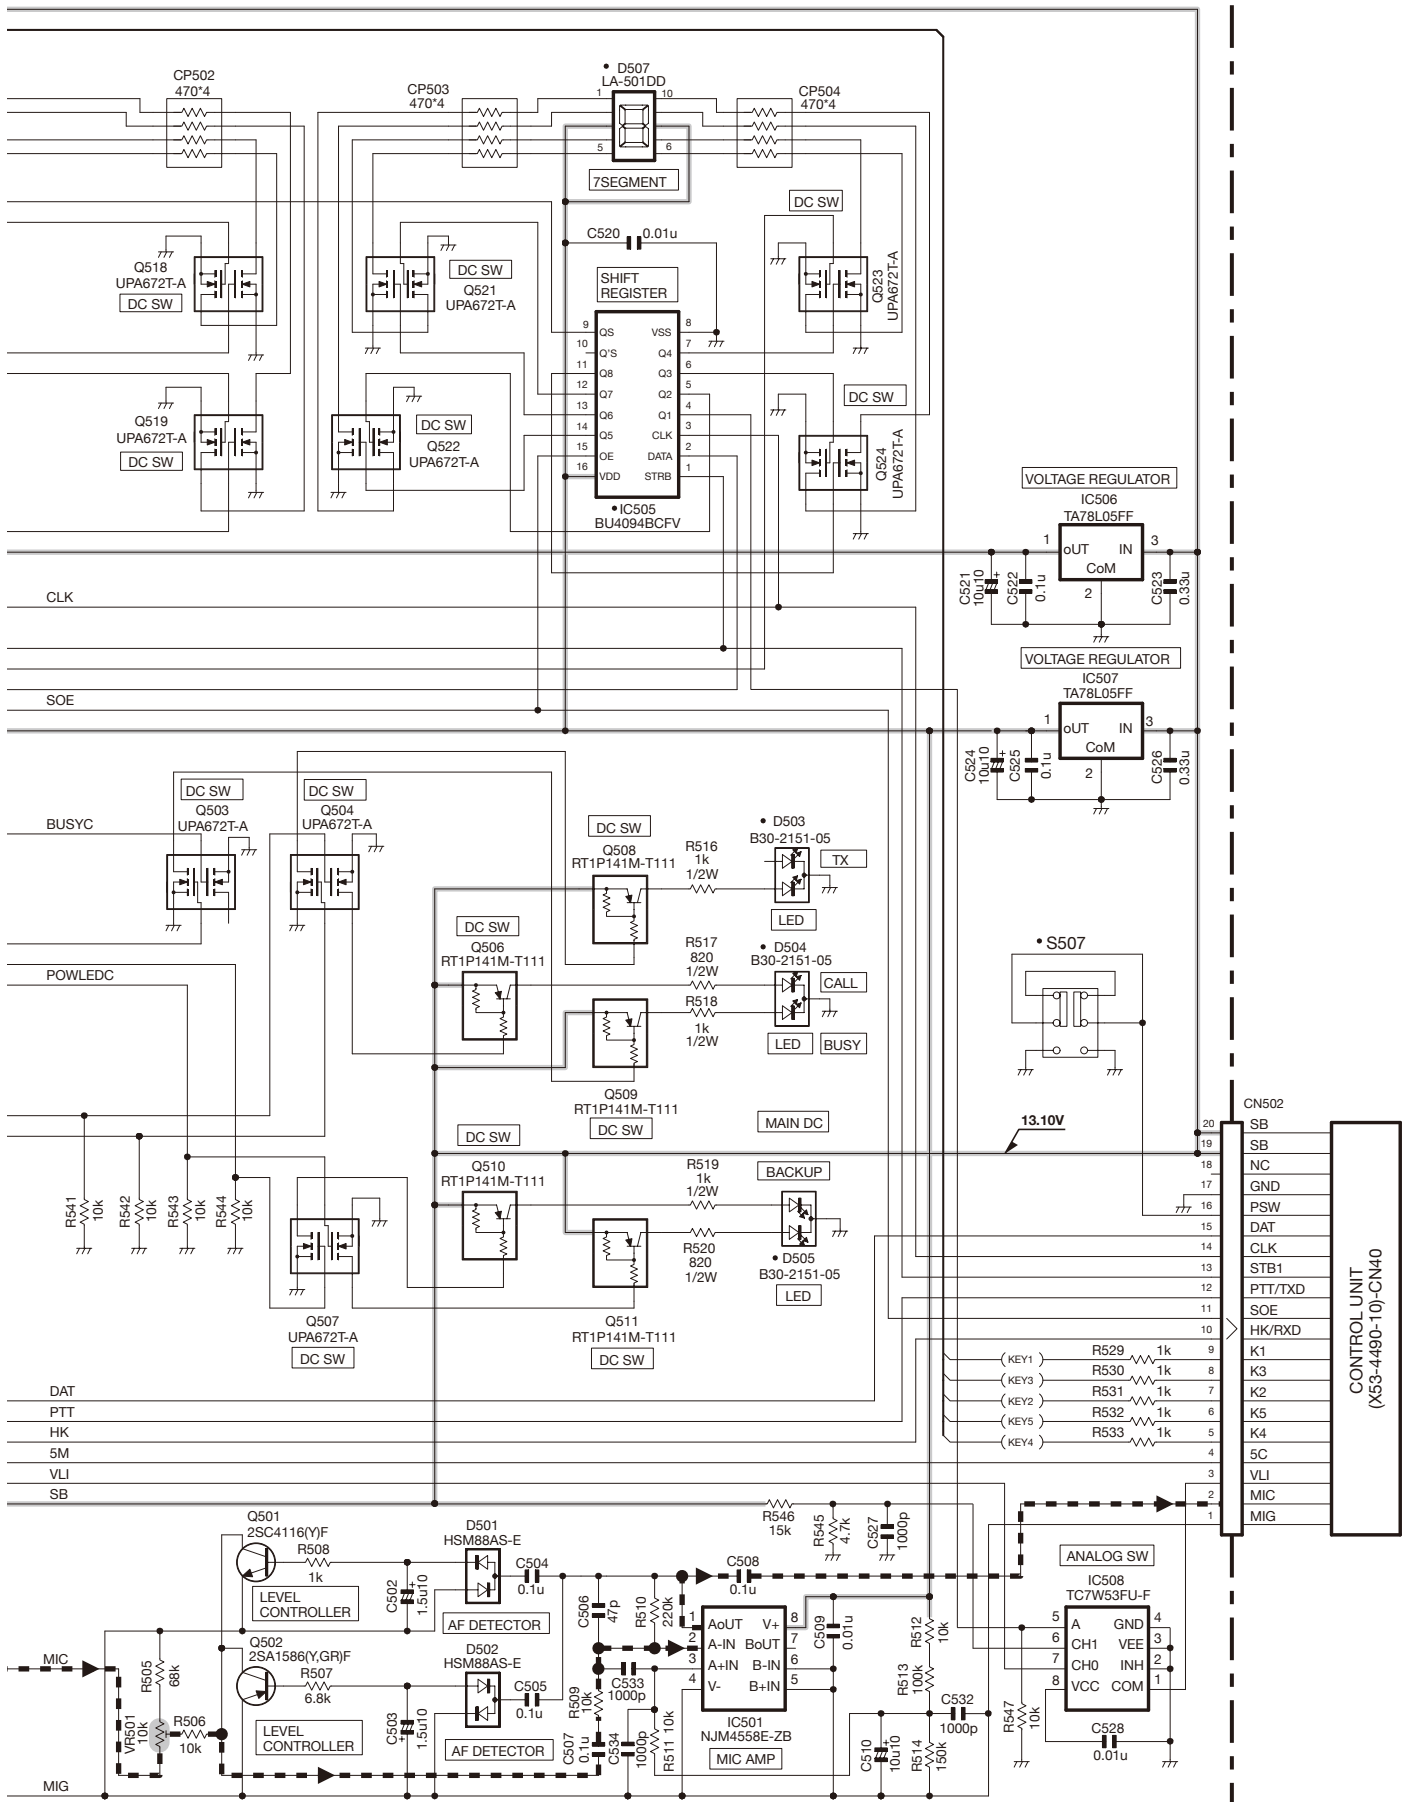 CP502
470*4
CP503
470*4
• D507
LA-501DD
1
10
5
6
CP504
470*4
7SEGMENT
DC SW
C520
0.01u
Q518
UPA672T-A
DC SW
DC SW
Q521
UPA672T-A
SHIFT
REGISTER
Q523
UPA672T-A
9 QS
VSS 8
10 Q'S
Q4 7
11 Q8
Q3 6
12 Q7
Q2 5
13 Q6
Q1 4
14 Q5
CLK 3
15 OE
DATA 2
16 VDD
STRB 1
• IC505
BU4094BCFV
Q519
UPA672T-A
DC SW
DC SW
Q522
UPA672T-A
DC SW
Q524
UPA672T-A
VOLTAGE REGULATOR
IC506
TA78L05FF
1
oUT
IN
3
CoM
2
C521
10u10
+
C522
0.1u
C523
0.33u
CLK
VOLTAGE REGULATOR
IC507
TA78L05FF
1
oUT
IN
3
CoM
2
C524
10u10
+
C525
0.1u
C526
0.33u
SOE
DC SW
Q503
UPA672T-A
DC SW
Q504
UPA672T-A
BUSYC
DC SW
Q508
RT1P141M-T111
R516
1k
1/2W
• D503
B30-2151-05
TX
LED
DC SW
Q506
RT1P141M-T111
R517
820
1/2W
• D504
B30-2151-05
CALL
R518
1k
1/2W
LED
BUSY
• S507
POWLEDC
Q509
RT1P141M-T111
DC SW
MAIN DC
13.10V
DC SW
Q510
RT1P141M-T111
R519
1k
1/2W
BACKUP
R541
10k
R542
10k
R543
10k
R544
10k
R520
820
1/2W
• D505
B30-2151-05
LED
Q507
UPA672T-A
DC SW
Q511
RT1P141M-T111
DC SW
CN502
20 SB
19 SB
18 NC
17 GND
16 PSW
15 DAT
14 CLK
13 STB1
12 PTT/TXD
11 SOE
10 HK/RXD
9 K1
8 K3
7 K2
6 K5
5 K4
4 5C
3 VLI
2 MIC
1 MIG
CONTROL UNIT
(X53-4490-10)-CN40
KEY1
R529
1k
KEY3
R530
1k
KEY2
R531
1k
KEY5
R532
1k
KEY4
R533
1k
DAT
PTT
HK
5M
VLI
SB
Q501
2SC4116(Y)F
R508
1k
LEVEL
CONTROLLER
C502
1.5u10
+
D501
HSM88AS-E
C504
0.1u
AF DETECTOR
R546
15k
R545
4.7k
C527
1000p
C508
0.1u
C506
47p
R510
220k
1 AoUT
V+ 8
2 A-IN
BoUT 7
3 A+IN
B-IN 6
4 V-
B+IN 5
IC501
NJM4558E-ZB
MIC AMP
C509
0.01u
ANALOG SW
IC508
TC7W53FU-F
5 A
GND 4
6 CH1
VEE 3
7 CH0
INH 2
8 VCC
COM 1
MIC
R505
68k
Q502
2SA1586(Y,GR)F
R507
6.8k
D502
HSM88AS-E
C505
0.1u
R509
10k
C533
1000p
R512
10k
R513
100k
C532
1000p
R547
10k
VR501
10k
R506
10k
LEVEL
CONTROLLER
C503
1.5u10
+
AF DETECTOR
C507
0.1u
C534
1000p
R511 10k
C510
10u10
+
R514
150k
C528
0.01u
MIG